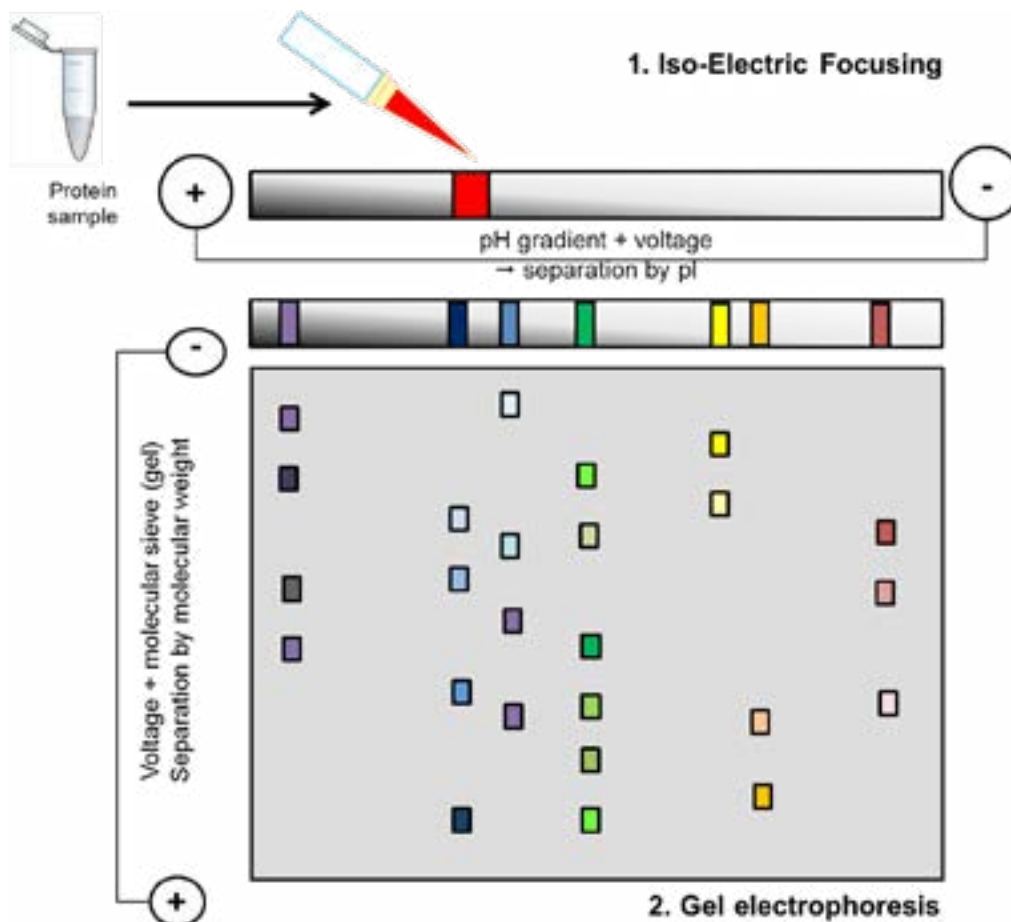 1. Iso-Electric Focusing
Protein
sample
+
-
pH gradient + voltage
→ separation by pI
-
Voltage + molecular sieve (gel)
Separation by molecular weight
+
2. Gel electrophoresis